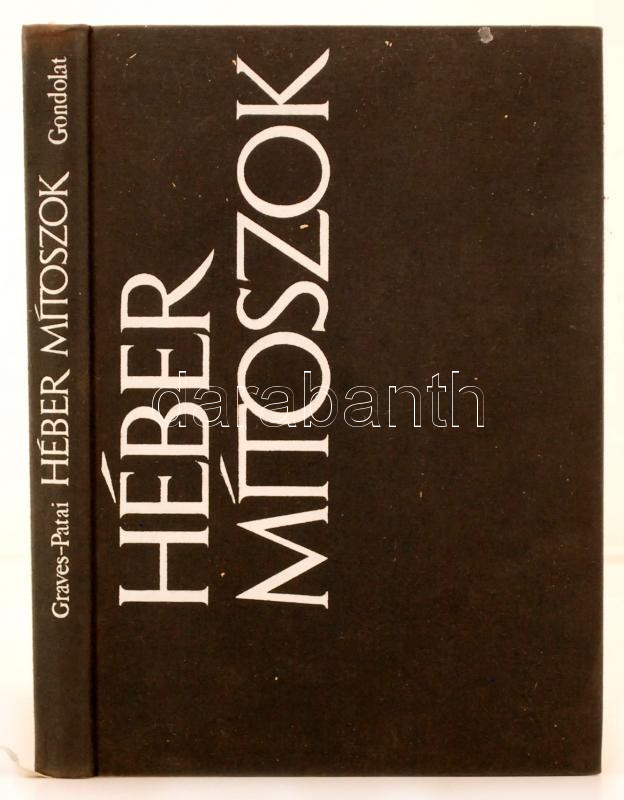 Graves-Patai HÉBER MÍTOSZOK Gondolat
HÉBER
MÍTOSZOK
darabanth